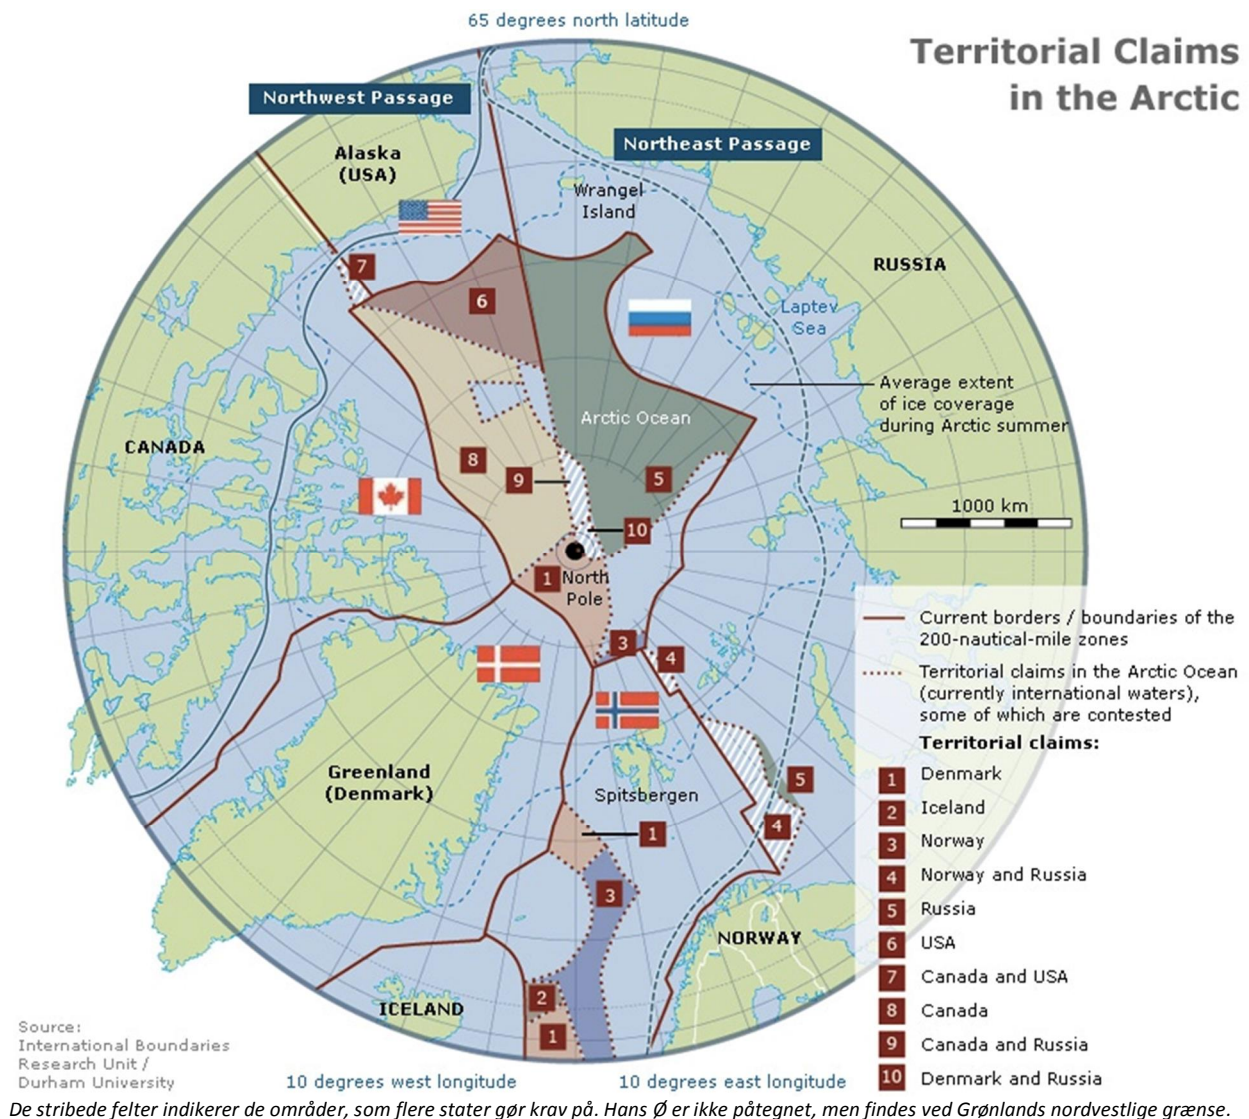 65 degrees north latitude
Territorial Claims
in the Arctic
Northwest Passage
Northeast Passage
Alaska
(USA)
Wrangel
Island
RUSSIA
7
6
Laptev
Sea
Average extent
of ice coverage
during Arctic summer
Arctic Ocean
CANADA
8
9
5
1000 km
10
1
North
Pole
3
4
Current borders / boundaries of the
200-nautical-mile zones
Territorial claims in the Arctic Ocean
(currently international waters),
some of which are contested
Territorial claims:
1 Denmark
2 Iceland
3 Norway
4 Norway and Russia
5 Russia
6 USA
7 Canada and USA
8 Canada
9 Canada and Russia
10 Denmark and Russia
Greenland
(Denmark)
Spitsbergen
5
1
4
3
NORWAY
ICELAND
2
1
Source:
International Boundaries
Research Unit /
Durham University
10 degrees west longitude
10 degrees east longitude
De stribede felter indikerer de områder, som flere stater gør krav på. Hans Ø er ikke påtegnet, men findes ved Grønlands nordvestlige grænse.